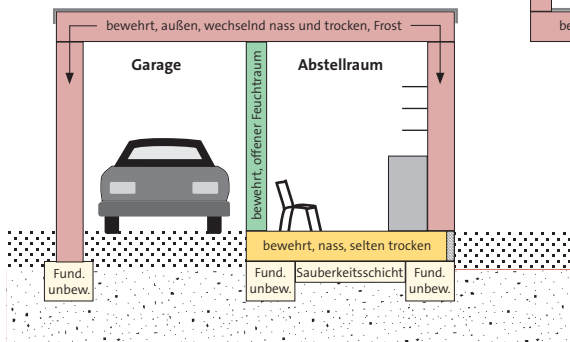 bewehrt, außen, wechselnd nass und trocken, Frost
be
Garage
Abstellraum
bewehrt, offener Feuchtraum
bewehrt, nass, selten trocken
Fund.
unbew.
Fund.
unbew.
Sauberkeitsschicht
Fund.
unbew.